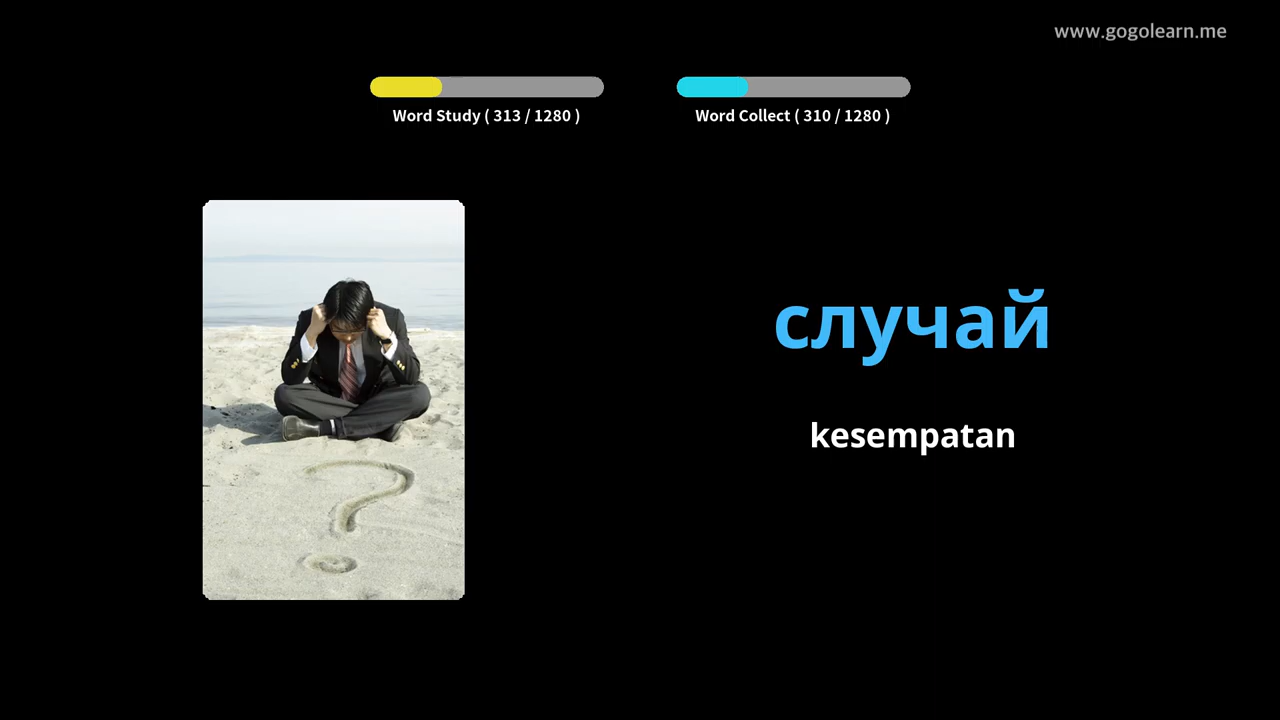 www.gogolearn.me
Word Study ( 313 / 1280 )
Word Collect ( 310 / 1280 )
случай
kesempatan
?